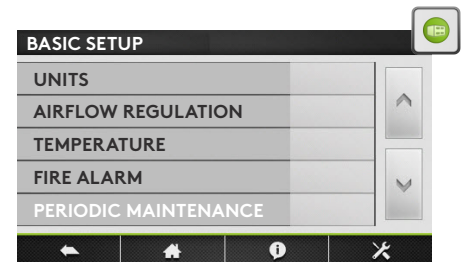 BASIC SETUP
UNITS
AIRFLOW REGULATION
TEMPERATURE
FIRE ALARM
PERIODIC MAINTENANCE